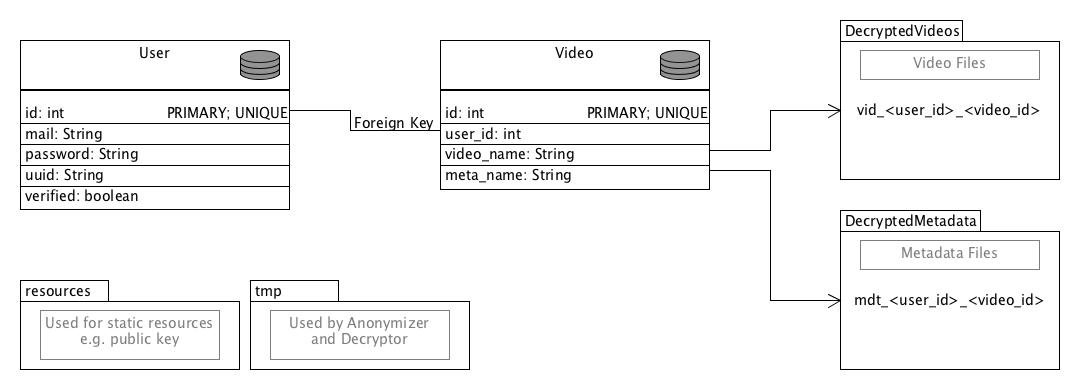 User
id: int PRIMARY; UNIQUE
mail: String
password: String
uuid: String
verified: boolean
Foreign Key
Video
id: int PRIMARY; UNIQUE
user_id: int
video_name: String
meta_name: String
DecryptedVideos
Video Files
vid_<user_id>_<video_id>
DecryptedMetadata
Metadata Files
mdt_<user_id>_<video_id>
resources
Used for static resources
e.g. public key
tmp
Used by Anonymizer
and Decryptor